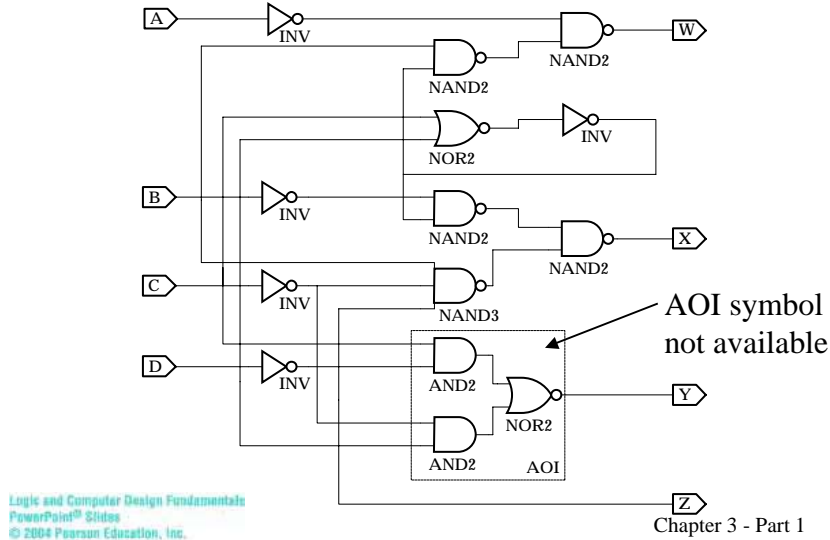 A
INV
NAND2
W
NAND2
NOR2
INV
B
INV
NAND2
NAND2
X
C
INV
NAND3
AOI symbol
not available
D
INV
AND2
NOR2
Y
AND2
AOI
Z
Logic and Computer Design Fundamentals
PowerPoint® Slides
© 2004 Pearson Education, Inc.
Chapter 3 - Part 1